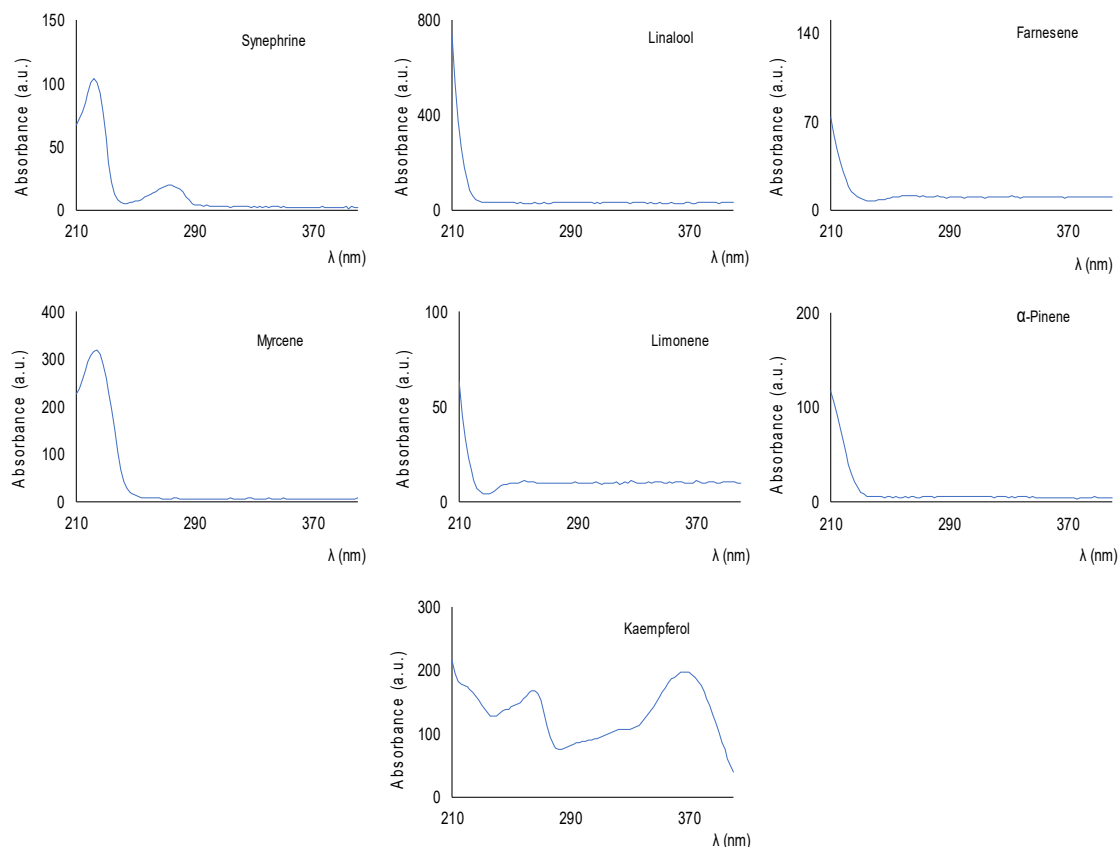 Synephrine
Absorbance (a.u.)
150
100
50
0
210 290 370
λ (nm)
Linalool
Absorbance (a.u.)
800
400
0
210 290 370
λ (nm)
Farnesene
Absorbance (a.u.)
140
70
0
210 290 370
λ (nm)
Myrcene
Absorbance (a.u.)
400
300
200
100
0
210 290 370
λ (nm)
Limonene
Absorbance (a.u.)
100
50
0
210 290 370
λ (nm)
α-Pinene
Absorbance (a.u.)
200
100
0
210 290 370
λ (nm)
Kaempferol
Absorbance (a.u.)
300
200
100
0
210 290 370
λ (nm)